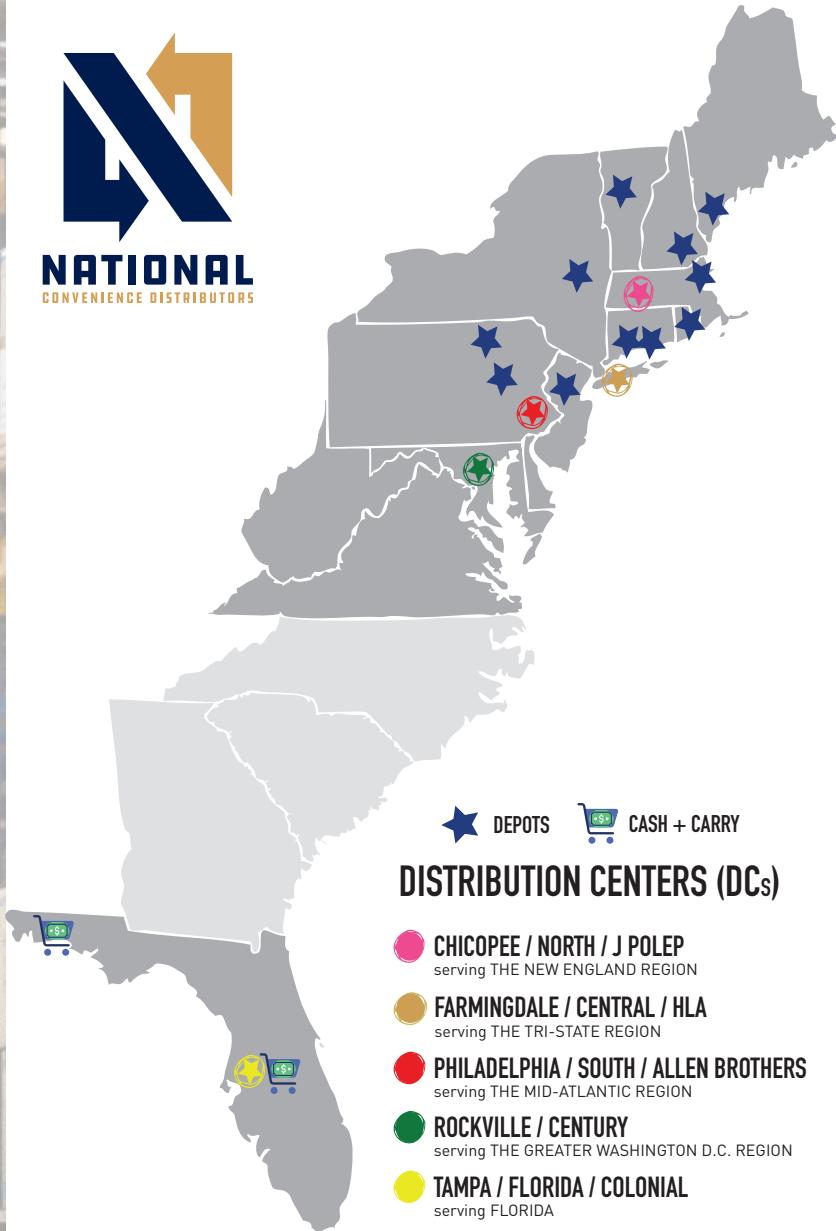 NATIONAL
CONVENIENCE DISTRIBUTORS
DEPOTS
CASH + CARRY
DISTRIBUTION CENTERS (DCs)
CHICOPEE / NORTH / J POLEP
serving THE NEW ENGLAND REGION
FARMINGDALE / CENTRAL / HLA
serving THE TRI-STATE REGION
PHILADELPHIA / SOUTH / ALLEN BROTHERS
serving THE MID-ATLANTIC REGION
ROCKVILLE / CENTURY
serving THE GREATER WASHINGTON D.C. REGION
TAMPA / FLORIDA / COLONIAL
serving FLORIDA